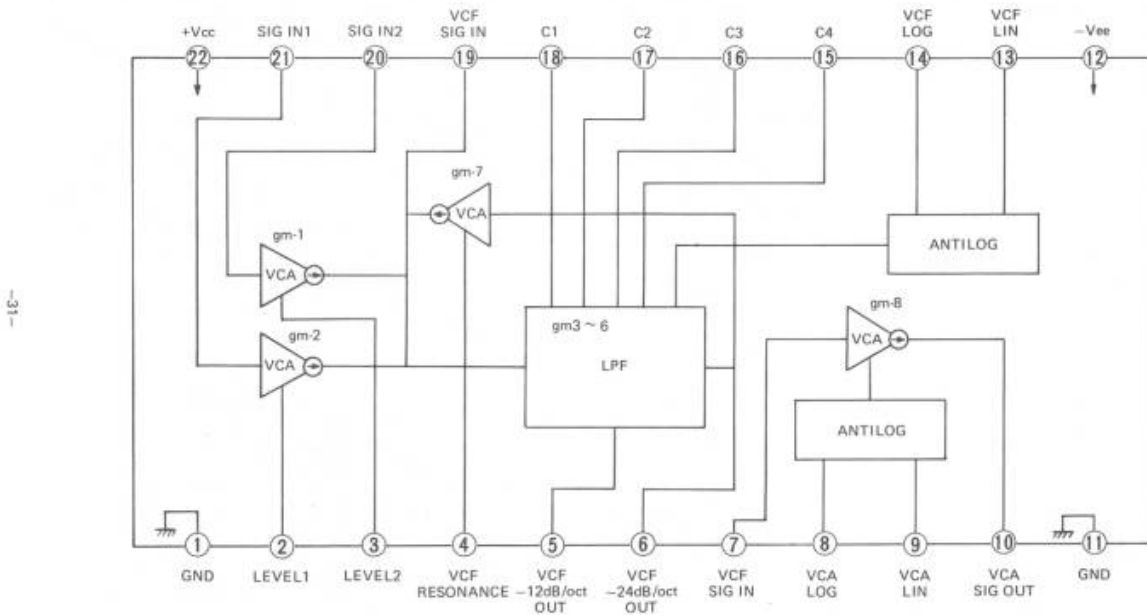 +Vcc
SIG IN1
SIG IN2
VCF
SIG IN
C1
C2
C3
C4
VCF
LOG
VCF
LIN
−Vee
22
21
20
19
18
17
16
15
14
13
12
gm-7
VCA
gm-1
VCA
ANTILOG
−31−
gm-2
VCA
gm3 ~ 6
LPF
gm-8
VCA
ANTILOG
1
2
3
4
5
6
7
8
9
10
11
GND
LEVEL1
LEVEL2
VCF
RESONANCE
VCF
−12dB/oct
OUT
VCF
−24dB/oct
OUT
VCF
SIG IN
VCA
LOG
VCA
LIN
VCA
SIG OUT
GND